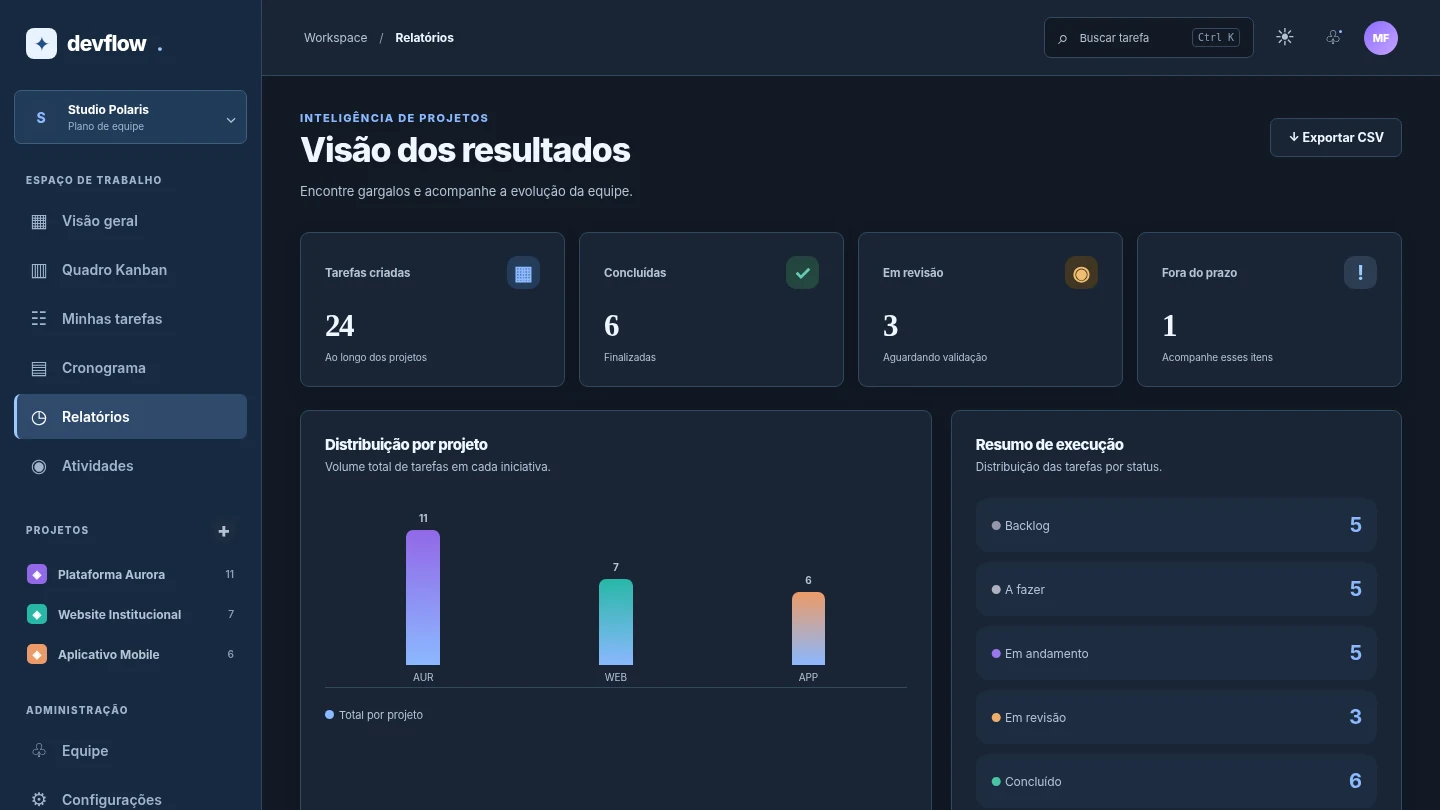 devflow.
S
Studio Polaris
Plano de equipe
ESPAÇO DE TRABALHO
Visão geral
Quadro Kanban
Minhas tarefas
Cronograma
Relatórios
Atividades
PROJETOS
Plataforma Aurora 11
Website Institucional 7
Aplicativo Mobile 6
ADMINISTRAÇÃO
Equipe
Configurações
Workspace / Relatórios
Buscar tarefa Ctrl K
MF
INTELIGÊNCIA DE PROJETOS
Visão dos resultados
Encontre gargalos e acompanhe a evolução da equipe.
↓ Exportar CSV
Tarefas criadas
24
Ao longo dos projetos
Concluídas
6
Finalizadas
Em revisão
3
Aguardando validação
Fora do prazo
!
1
Acompanhe esses itens
Distribuição por projeto
Volume total de tarefas em cada iniciativa.
11
7
6
AUR
WEB
APP
Total por projeto
Resumo de execução
Distribuição das tarefas por status.
Backlog 5
A fazer 5
Em andamento 5
Em revisão 3
Concluído 6